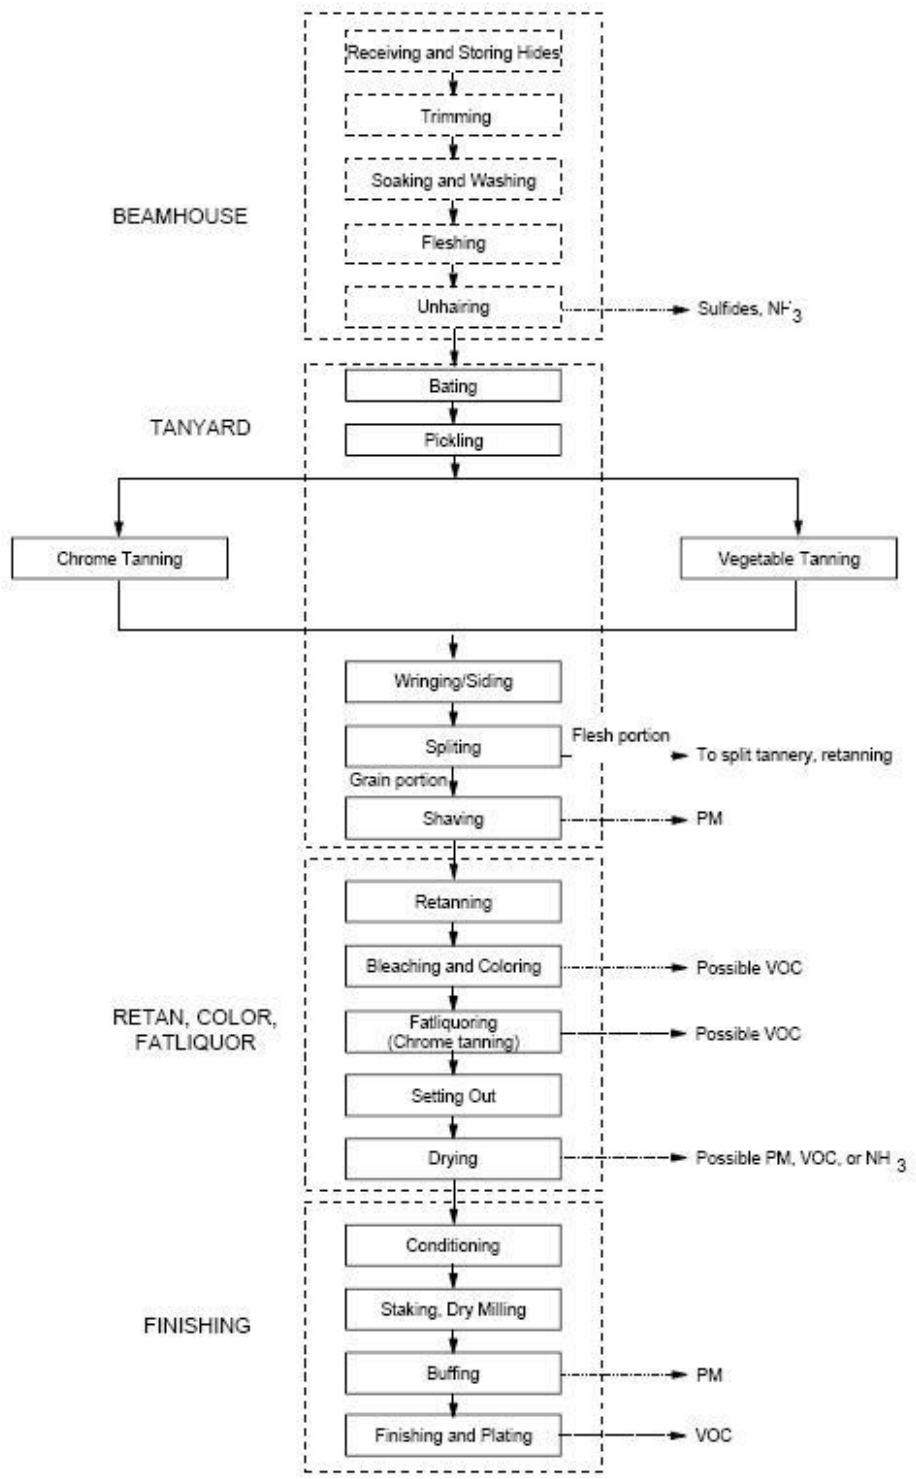 Receiving and Storing Hides
Trimming
Soaking and Washing
BEAMHOUSE
Fleshing
Unhairing
Sulfides, NH3
Bating
TANYARD
Pickling
Chrome Tanning
Vegetable Tanning
Wringing/Siding
Spliting
Flesh portion
To split tannery, retanning
Grain portion
Shaving
PM
Retanning
Bleaching and Coloring
Possible VOC
RETAN, COLOR,
FATLIQUOR
Fatliquoring
(Chrome tanning)
Possible VOC
Setting Out
Drying
Possible PM, VOC, or NH 3
Conditioning
Staking, Dry Milling
FINISHING
Buffing
PM
Finishing and Plating
VOC